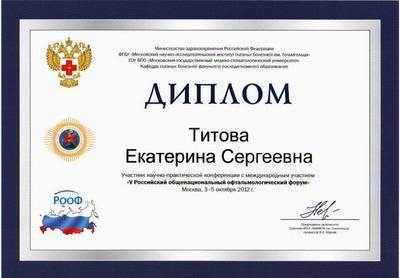 Министерство здравоохранения Российской Федерации
ФГБУ «Московский научно-исследовательский институт глазных болезней им. Гельмгольца»
ГОУ ВПО «Московский государственный медико-стоматологический университет»
Кафедра глазных болезней факультета последипломного образования
ДИПЛОМ
Титова
Екатерина Сергеевна
Участник научно-практической конференции с международным участием
«V Российский общенациональный офтальмологический форум»
Москва, 3-5 октября 2012 г.
РООФ